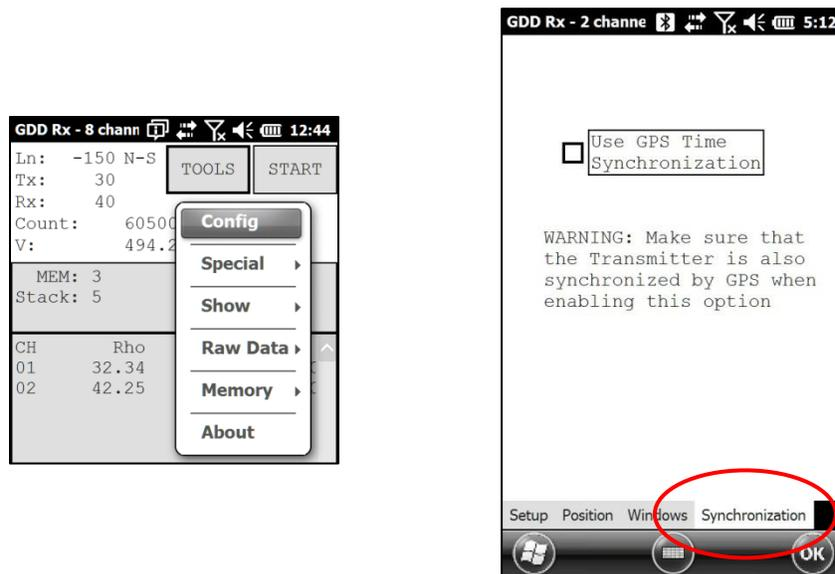 GDD Rx - 8 chann 12:44
Ln: -150 N-S
TOOLS
START
Tx: 30
Rx: 40
Count: 6050
V: 494.2
MEM: 3
Stack: 5
CH Rho
01 32.34
02 42.25
Config
Special
Show
Raw Data
Memory
About
GDD Rx - 2 channe 5:12
Use GPS Time
Synchronization
WARNING: Make sure that
the Transmitter is also
synchronized by GPS when
enabling this option
Setup Position Windows Synchronization
OK